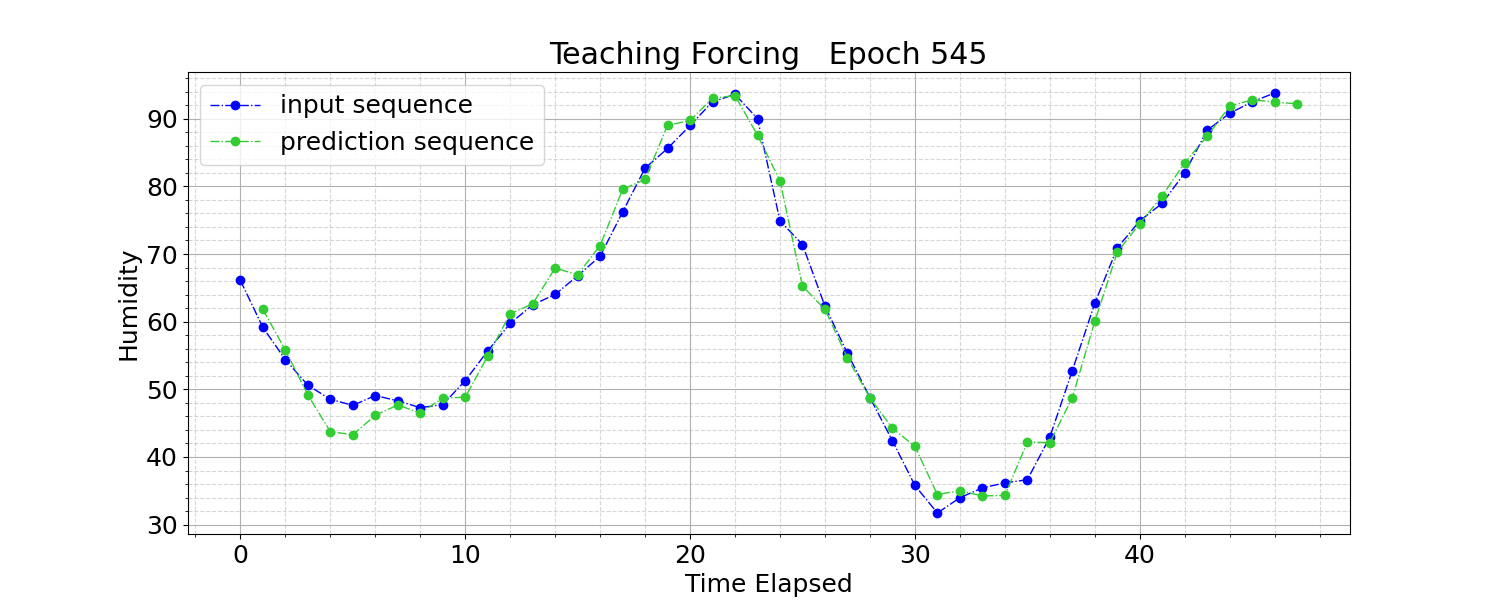 Teaching Forcing   Epoch 545
input sequence
prediction sequence
Humidity
90
80
70
60
50
40
30
0 10 20 30 40
Time Elapsed